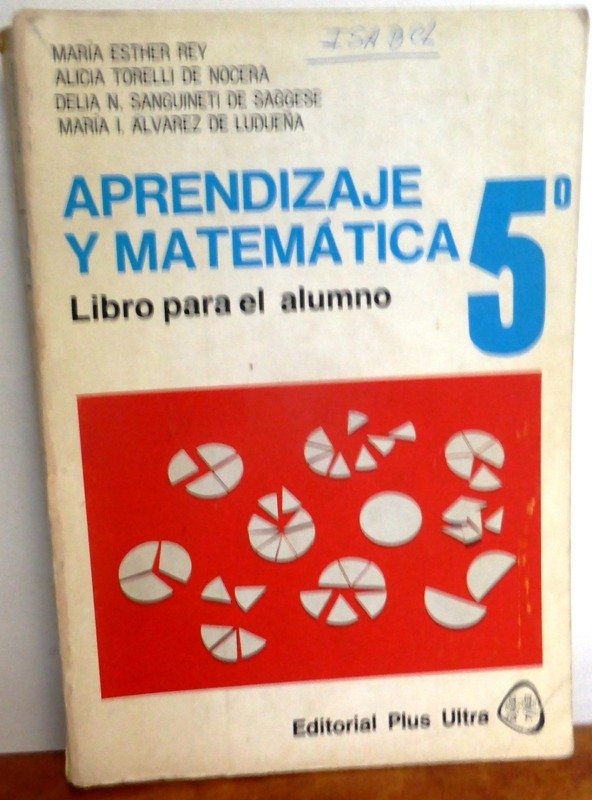 ISABEL
MARÍA ESTHER REY
ALICIA TORELLI DE NOCERA
DELIA N. SANGUINETI DE SAGGESE
MARÍA I. ALVAREZ DE LUDUEÑA
APRENDIZAJE
Y MATEMÁTICA
5º
Libro para el alumno
Editorial Plus Ultra